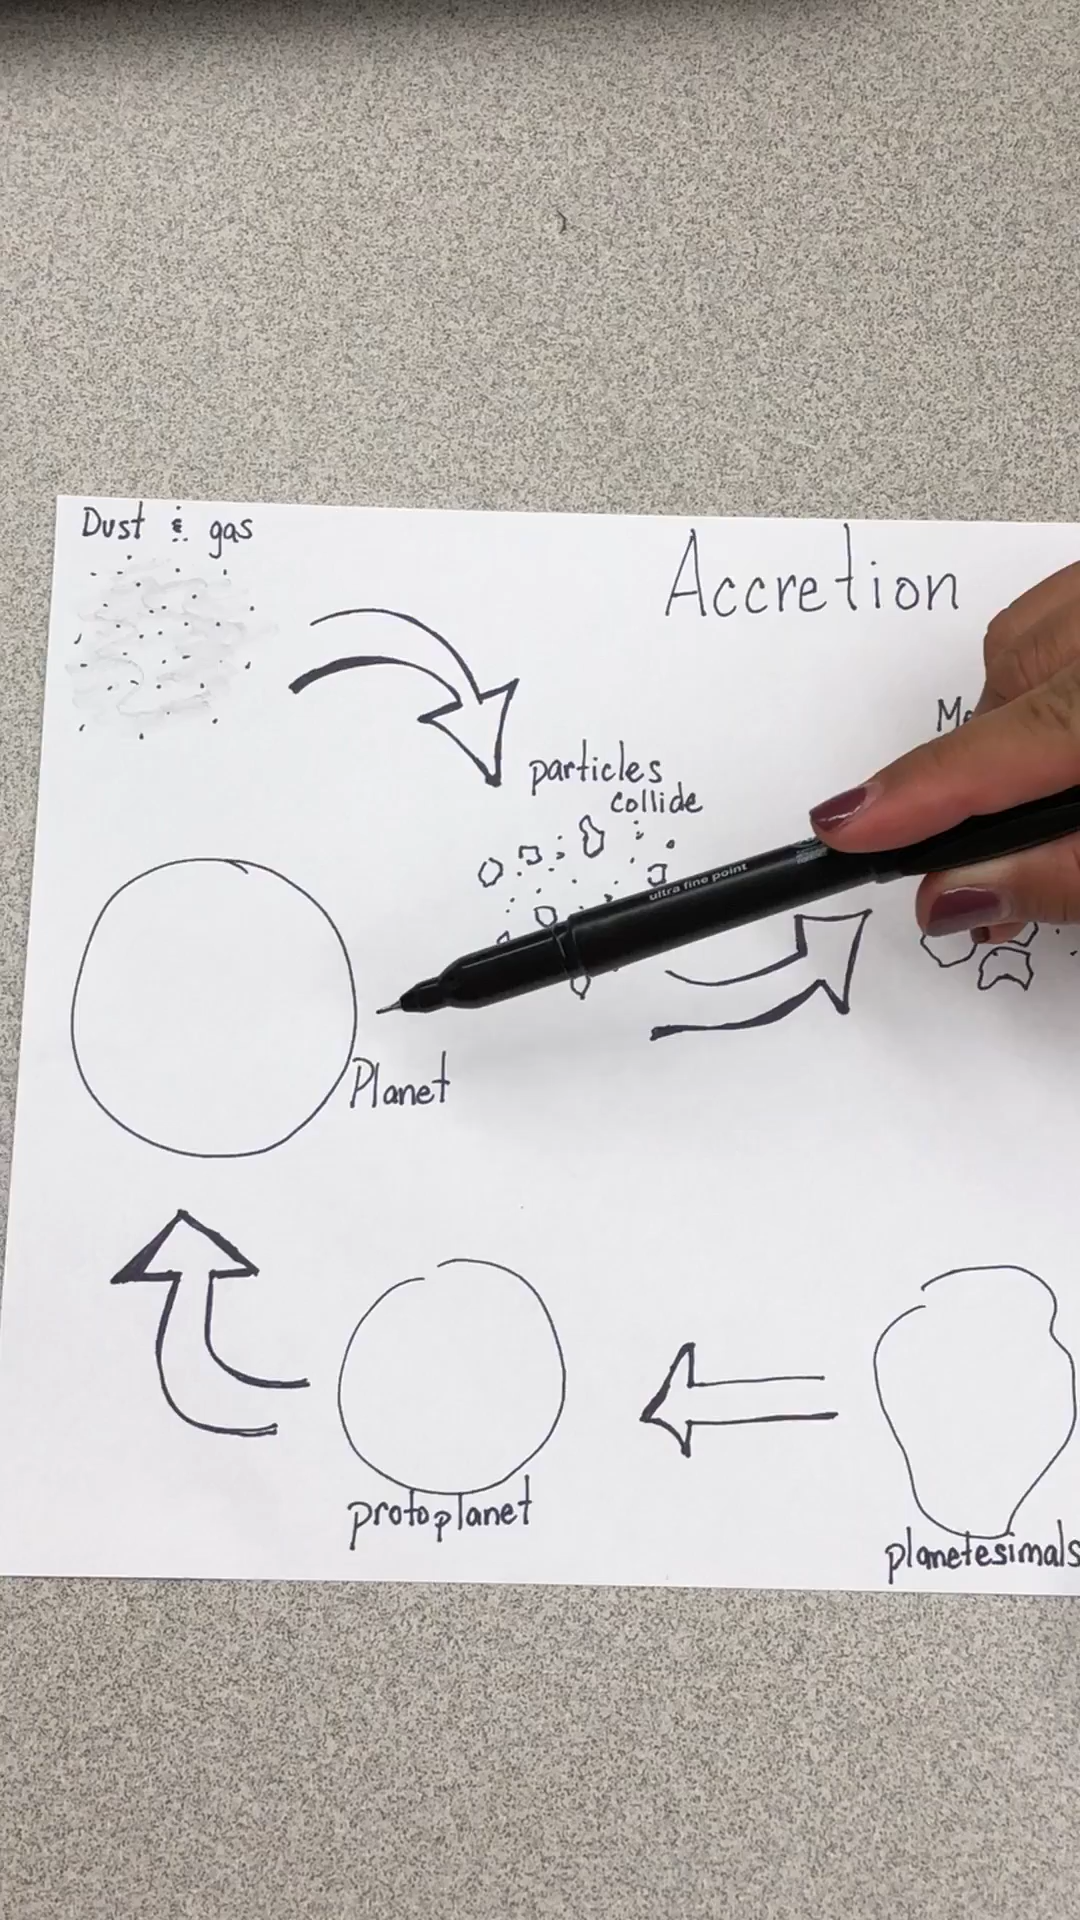 Dust & gas
Accretion
particles
collide
ultra fine point
Planet
protoplanet
planetesimals